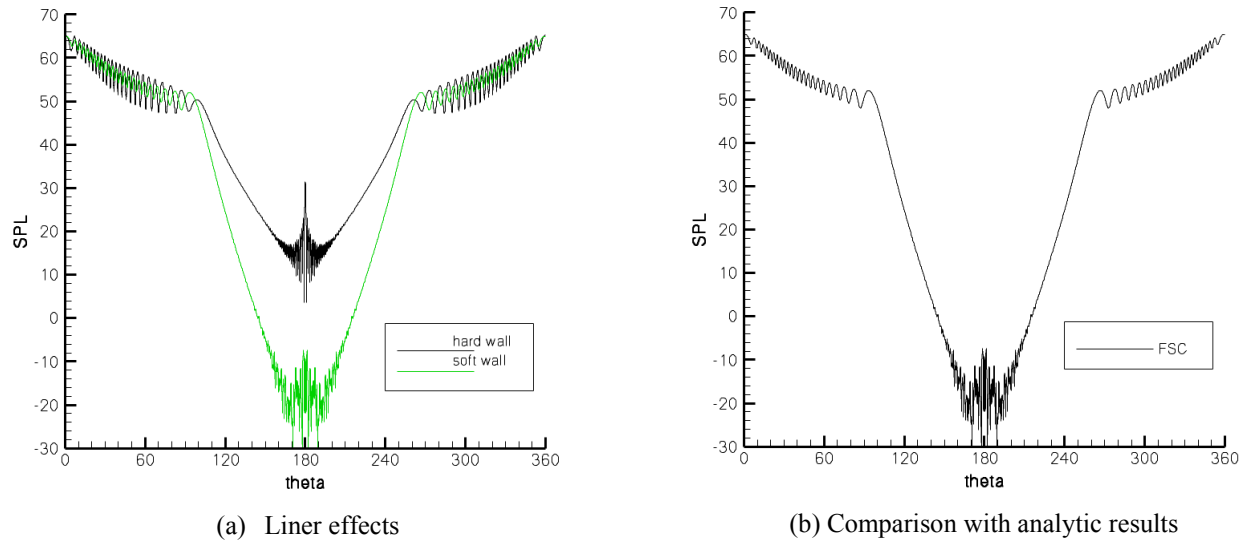 70
60
50
40
30
20
10
0
-10
-20
-30
SPL
0 60 120 180 240 300 360
theta
hard wall
soft wall
(a) Liner effects
70
60
50
40
30
20
10
0
-10
-20
-30
SPL
0 60 120 180 240 300 360
theta
FSC
(b) Comparison with analytic results